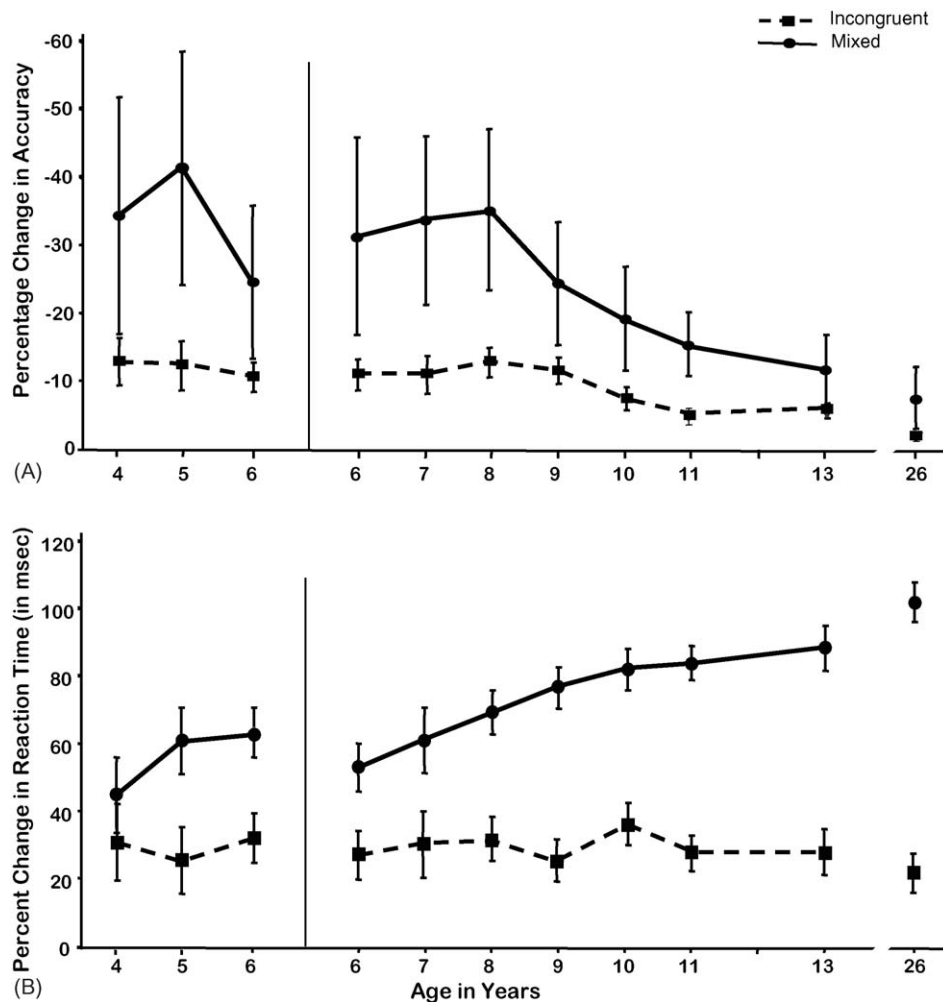 Incongruent
Mixed
Percentage Change in Accuracy
-60
-50
-40
-30
-20
-10
0
(A)
4 5 6 6 7 8 9 10 11 13 26
Percent Change in Reaction Time (in msec)
120
100
80
60
40
20
0
4 5 6 6 7 8 9 10 11 13 26
(B)
Age in Years